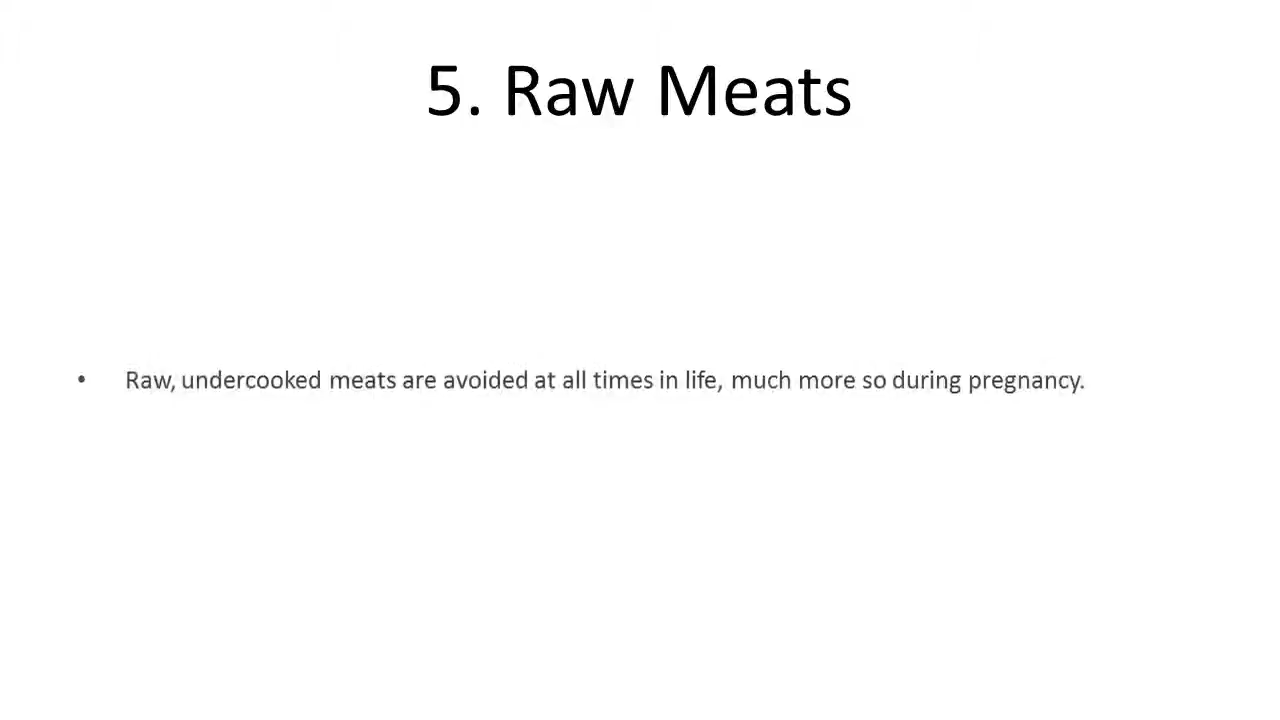 5. Raw Meats
• Raw, undercooked meats are avoided at all times in life, much more so during pregnancy.